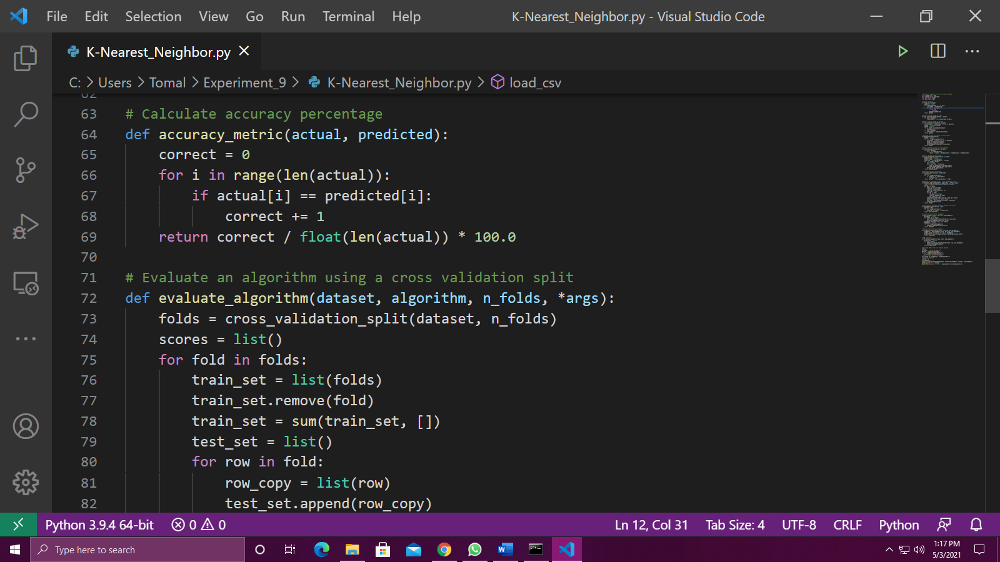 File Edit Selection View Go Run Terminal Help K-Nearest_Neighbor.py - Visual Studio Code
K-Nearest_Neighbor.py
C: > Users > Tomal > Experiment_9 > K-Nearest_Neighbor.py > load_csv
62
63 # Calculate accuracy percentage
64 def accuracy_metric(actual, predicted):
65     correct = 0
66     for i in range(len(actual)):
67         if actual[i] == predicted[i]:
68             correct += 1
69     return correct / float(len(actual)) * 100.0
70
71 # Evaluate an algorithm using a cross validation split
72 def evaluate_algorithm(dataset, algorithm, n_folds, *args):
73     folds = cross_validation_split(dataset, n_folds)
74     scores = list()
75     for fold in folds:
76         train_set = list(folds)
77         train_set.remove(fold)
78         train_set = sum(train_set, [])
79         test_set = list()
80         for row in fold:
81             row_copy = list(row)
82             test_set.append(row_copy)
Python 3.9.4 64-bit 0 0 Ln 12, Col 31 Tab Size: 4 UTF-8 CRLF Python
Type here to search
1:17 PM
5/3/2021